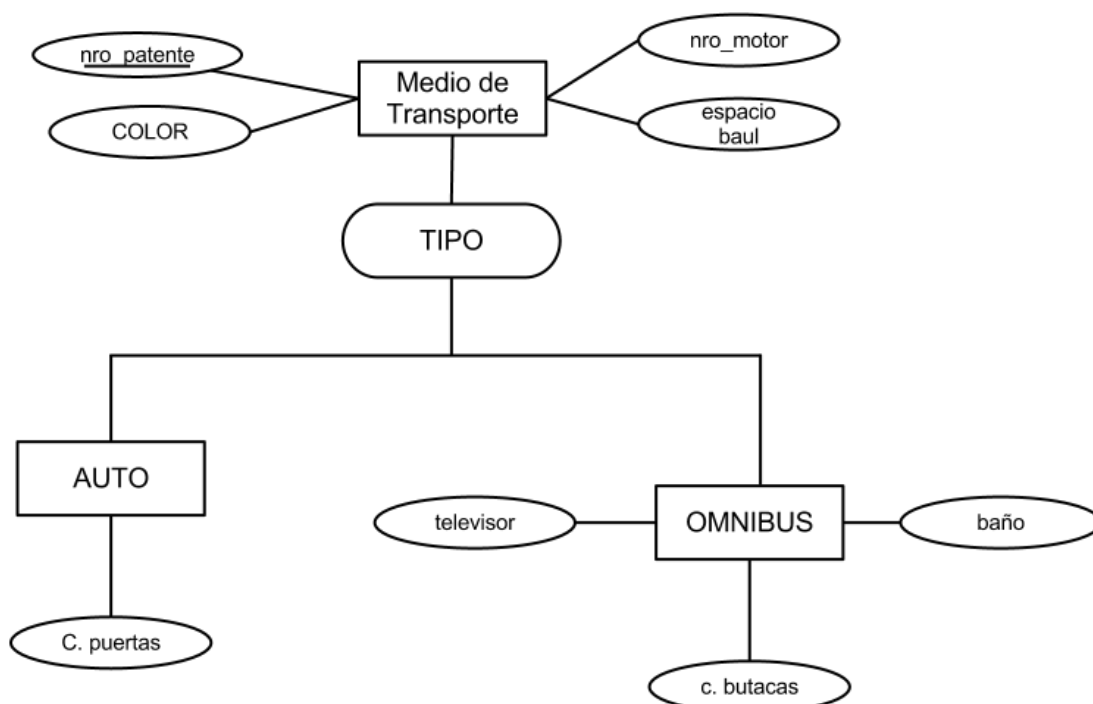 nro_patente
nro_motor
Medio de
Transporte
COLOR
espacio
baul
TIPO
AUTO
televisor
OMNIBUS
baño
C. puertas
c. butacas